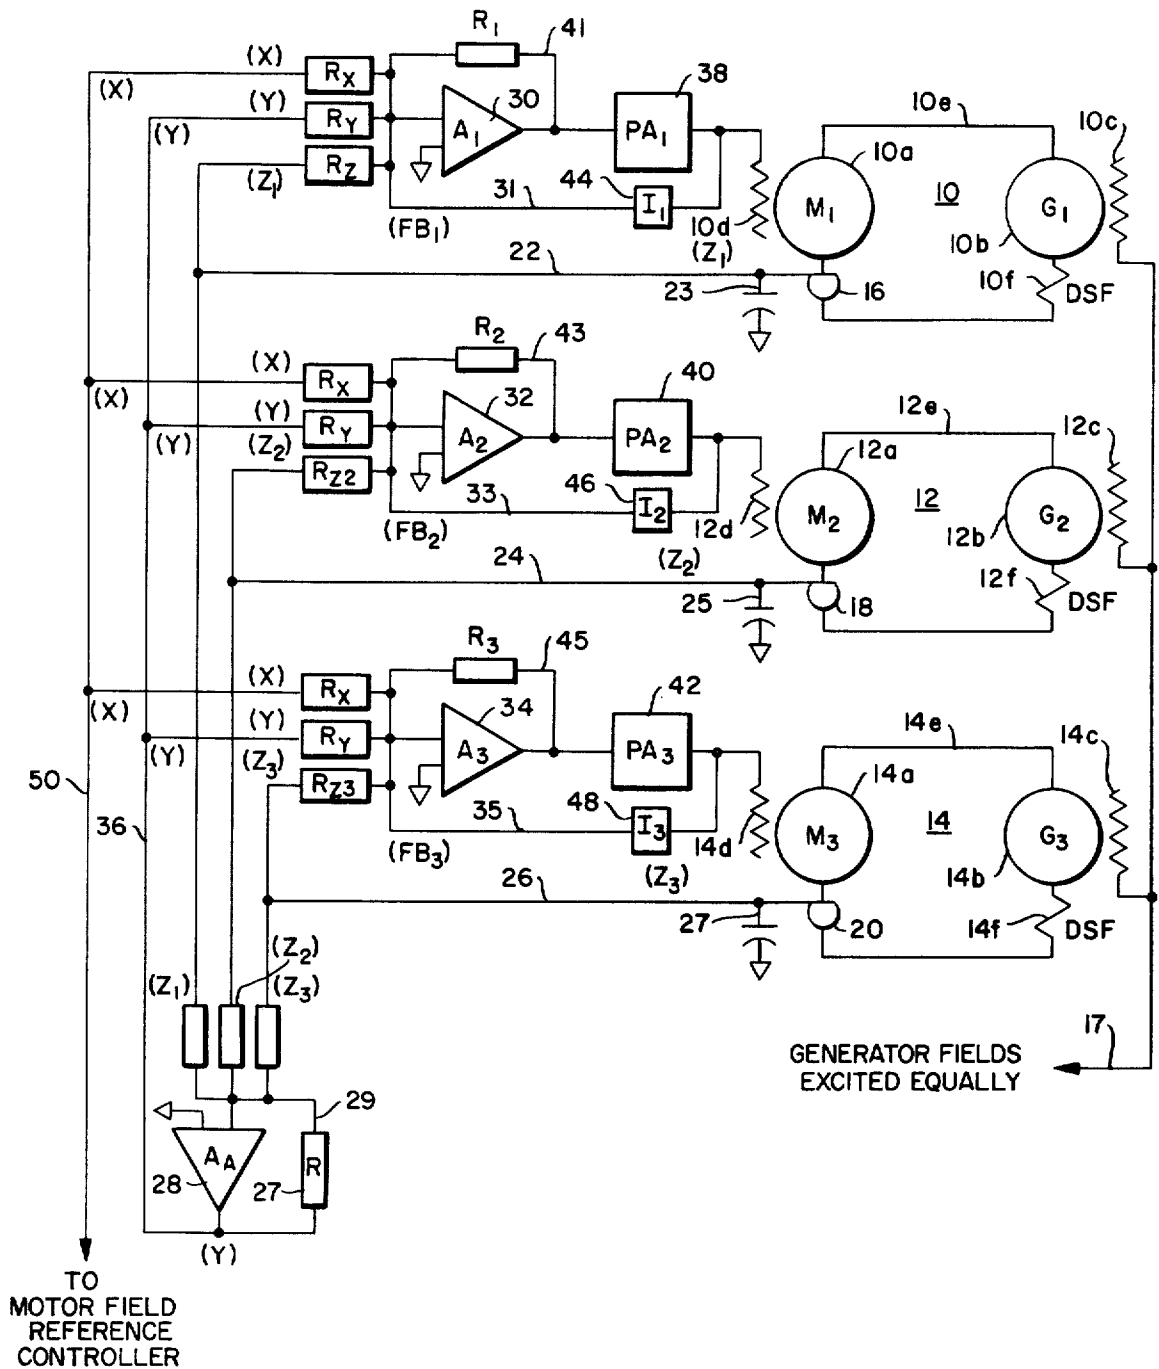 R1
41
(X)
(X)
RX
38
(Y)
(Y)
RY
A1
30
PA1
10e
10c
10a
RZ
(Z1)
44
31
I1
(FB1)
10d
(Z1)
M1
10
G1
10b
22
23
16
10f
DSF
R2
43
(X)
(X)
RX
40
(Y)
(Y)
RY
(Z2)
A2
32
PA2
12e
12c
12a
RZ2
46
33
I2
(FB2)
12d
(Z2)
M2
12
G2
12b
24
25
18
12f
DSF
R3
45
(X)
(X)
RX
42
(Y)
(Y)
RY
(Z3)
A3
34
PA3
14e
14c
14a
50
RZ3
48
36
35
I3
(FB3)
14d
(Z3)
M3
14
G3
14b
26
27
20
14f
DSF
(Z2)
(Z1)
(Z3)
17
GENERATOR FIELDS
EXCITED EQUALLY
29
AA
28
27
R
(Y)
TO
MOTOR FIELD
REFERENCE
CONTROLLER